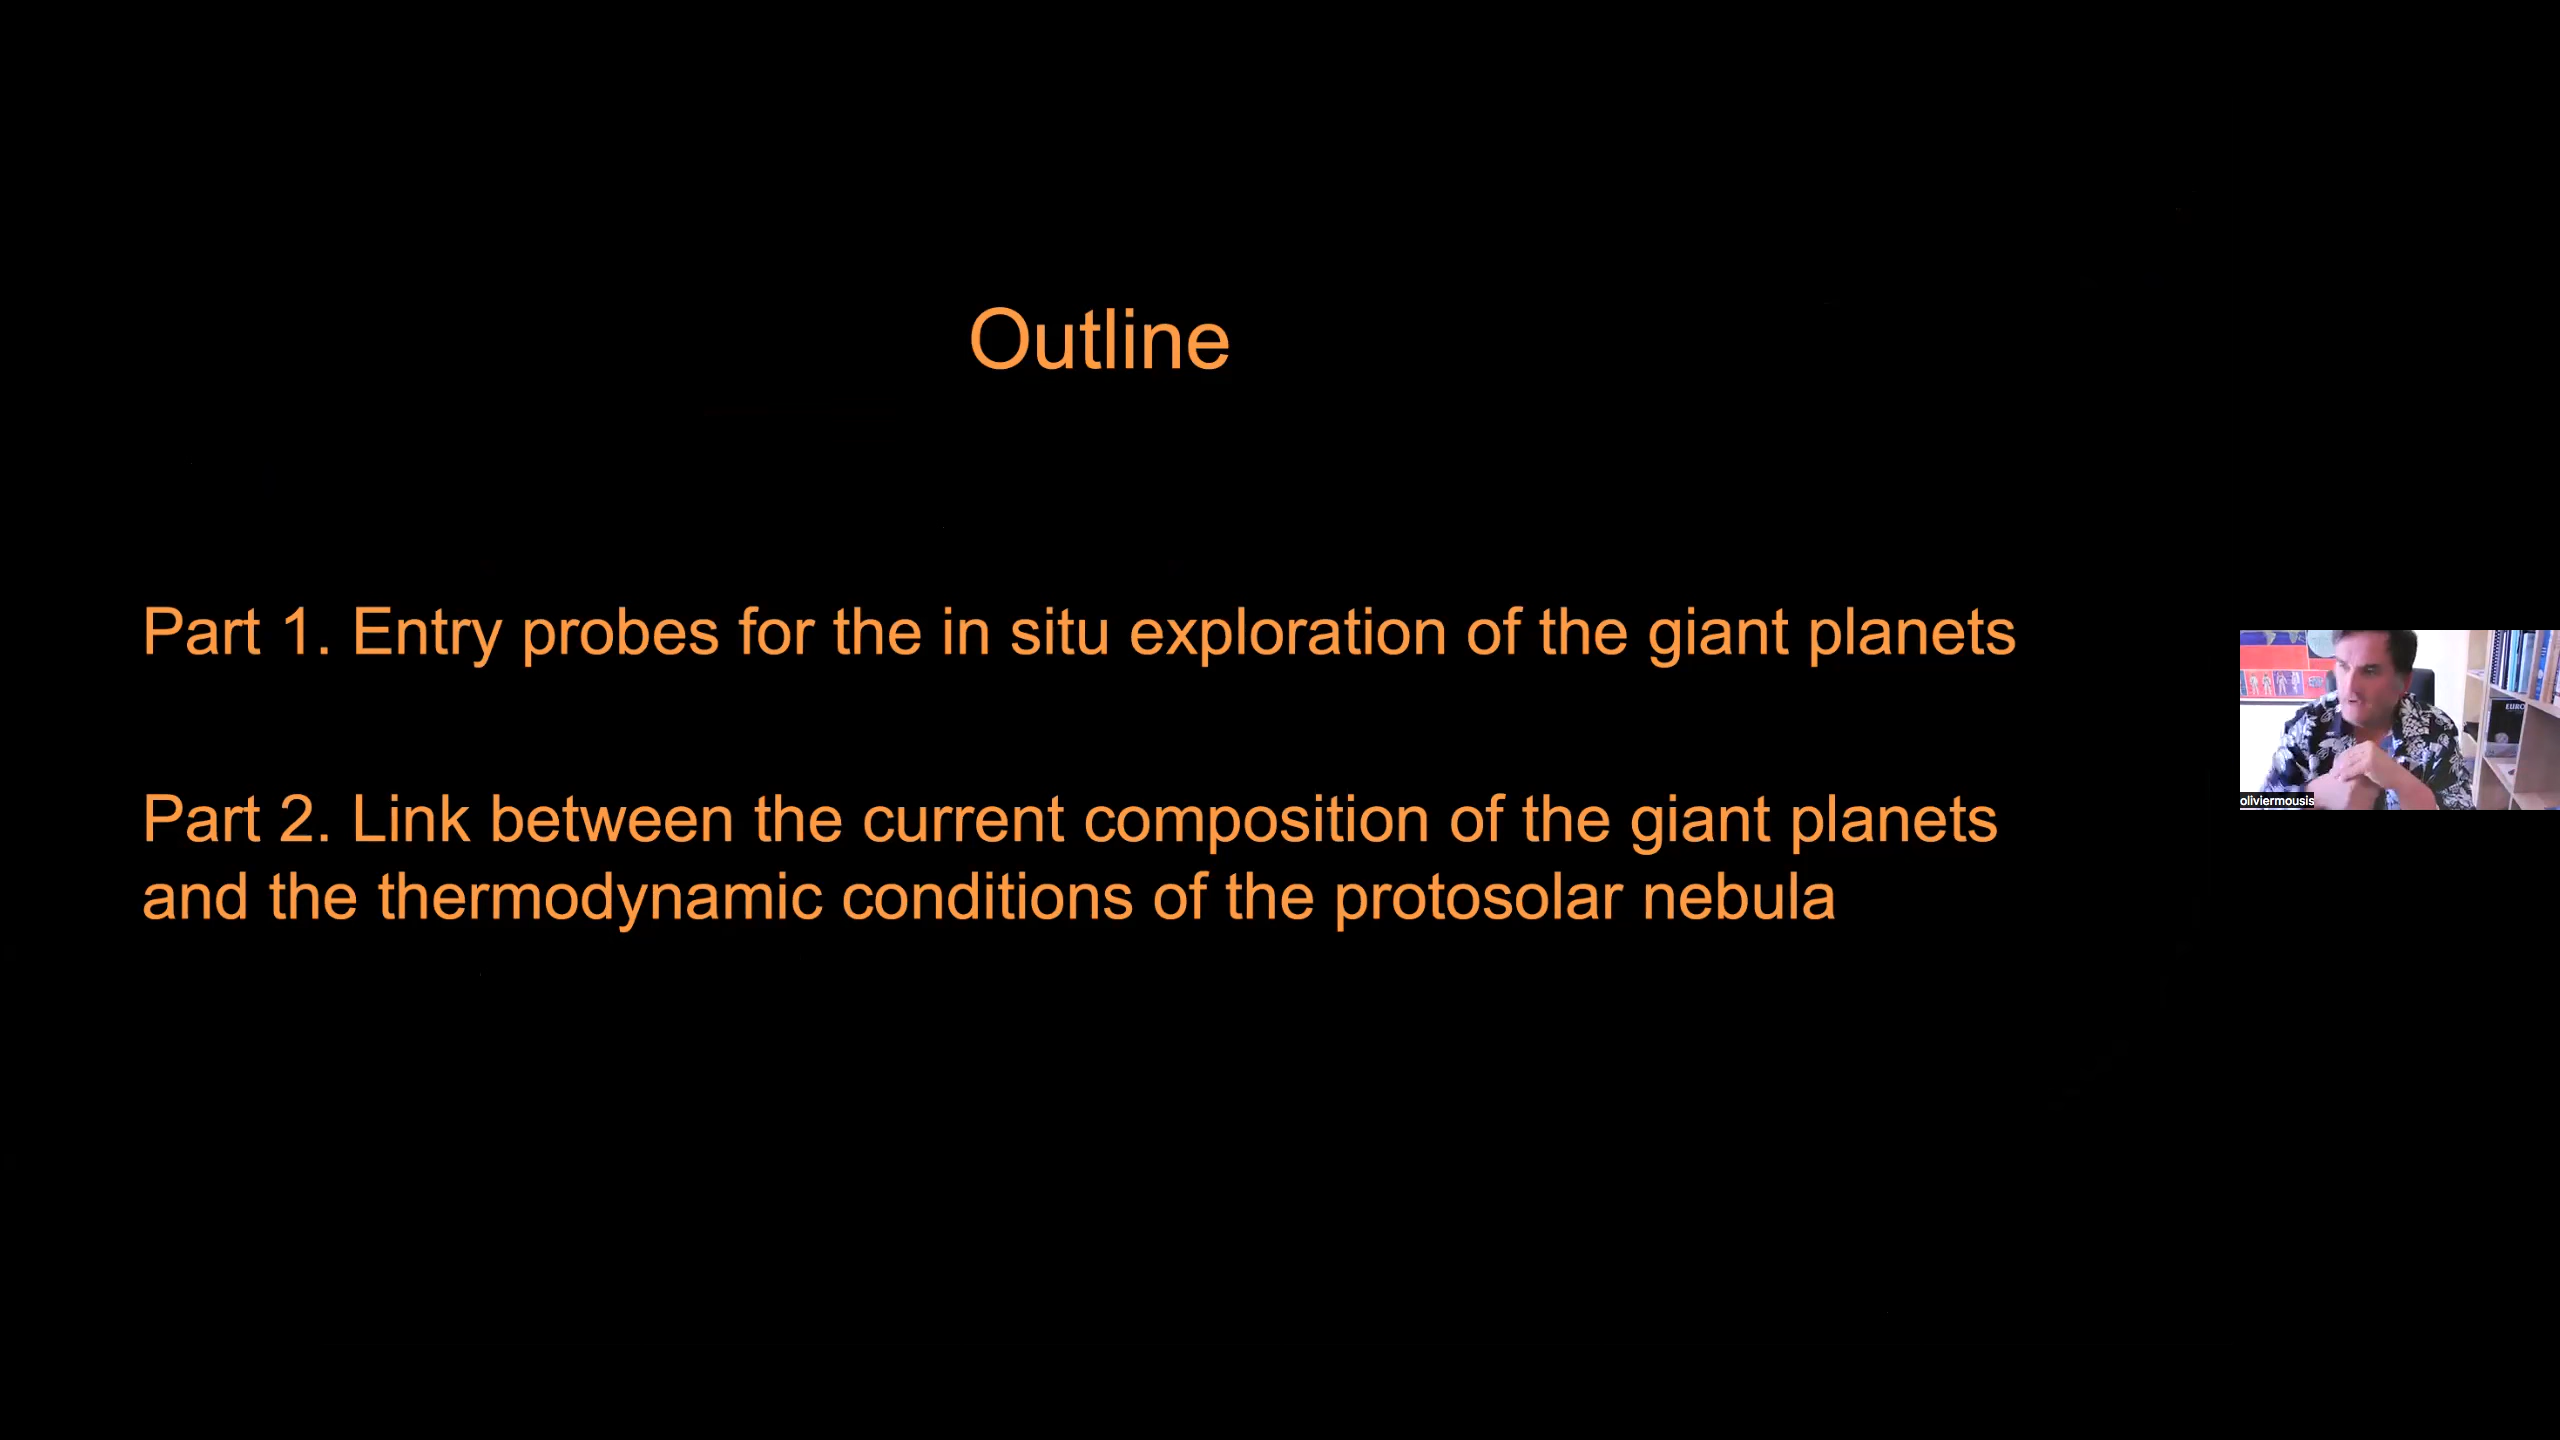 Outline
Part 1. Entry probes for the in situ exploration of the giant planets
Part 2. Link between the current composition of the giant planets
and the thermodynamic conditions of the protosolar nebula
EURO
oliviermousis